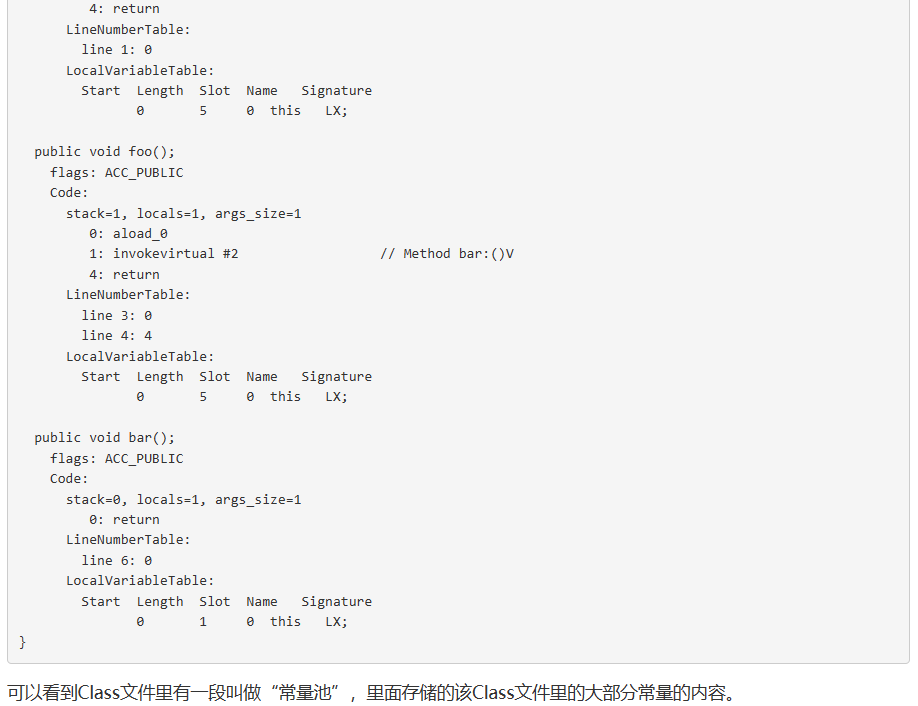 4: return
LineNumberTable:
line 1: 0
LocalVariableTable:
Start  Length  Slot  Name   Signature
0       5     0  this   LX;
public void foo();
flags: ACC_PUBLIC
Code:
stack=1, locals=1, args_size=1
0: aload_0
1: invokevirtual #2                  // Method bar:()V
4: return
LineNumberTable:
line 3: 0
line 4: 4
LocalVariableTable:
Start  Length  Slot  Name   Signature
0       5     0  this   LX;
public void bar();
flags: ACC_PUBLIC
Code:
stack=0, locals=1, args_size=1
0: return
LineNumberTable:
line 6: 0
LocalVariableTable:
Start  Length  Slot  Name   Signature
0       1     0  this   LX;
}
可以看到Class文件里有一段叫做“常量池”，里面存储的该Class文件里的大部分常量的内容。